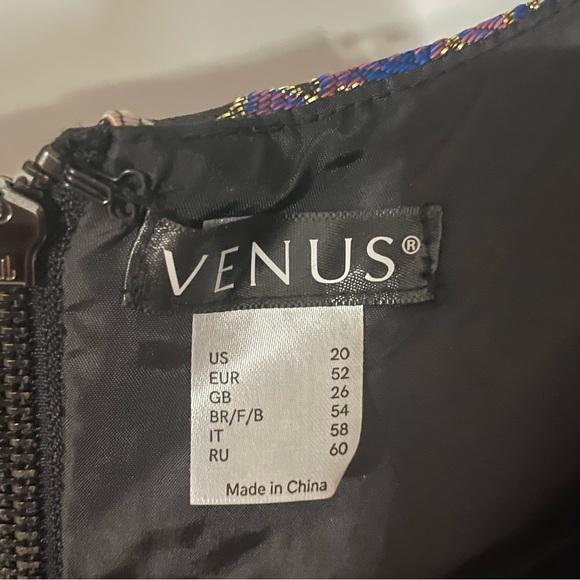 VENUS®
US 20
EUR 52
GB 26
BR/F/B 54
IT 58
RU 60
Made in China